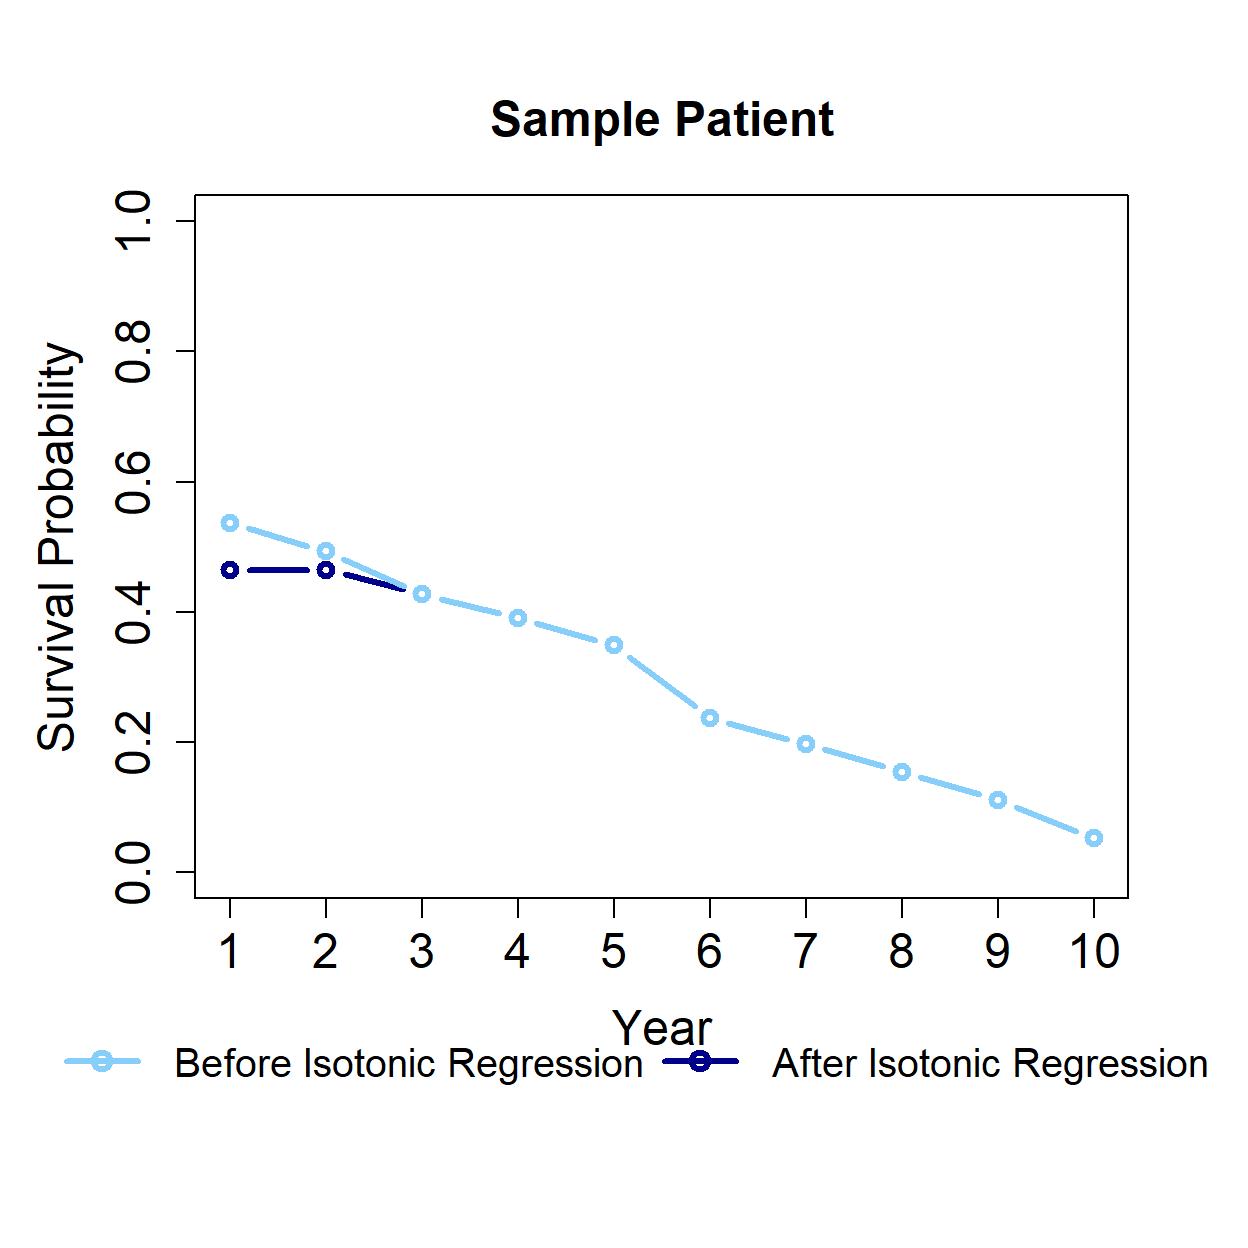 Sample Patient
Survival Probability
1.0
0.8
0.6
0.4
0.2
0.0
1 2 3 4 5 6 7 8 9 10
Year
Before Isotonic Regression After Isotonic Regression